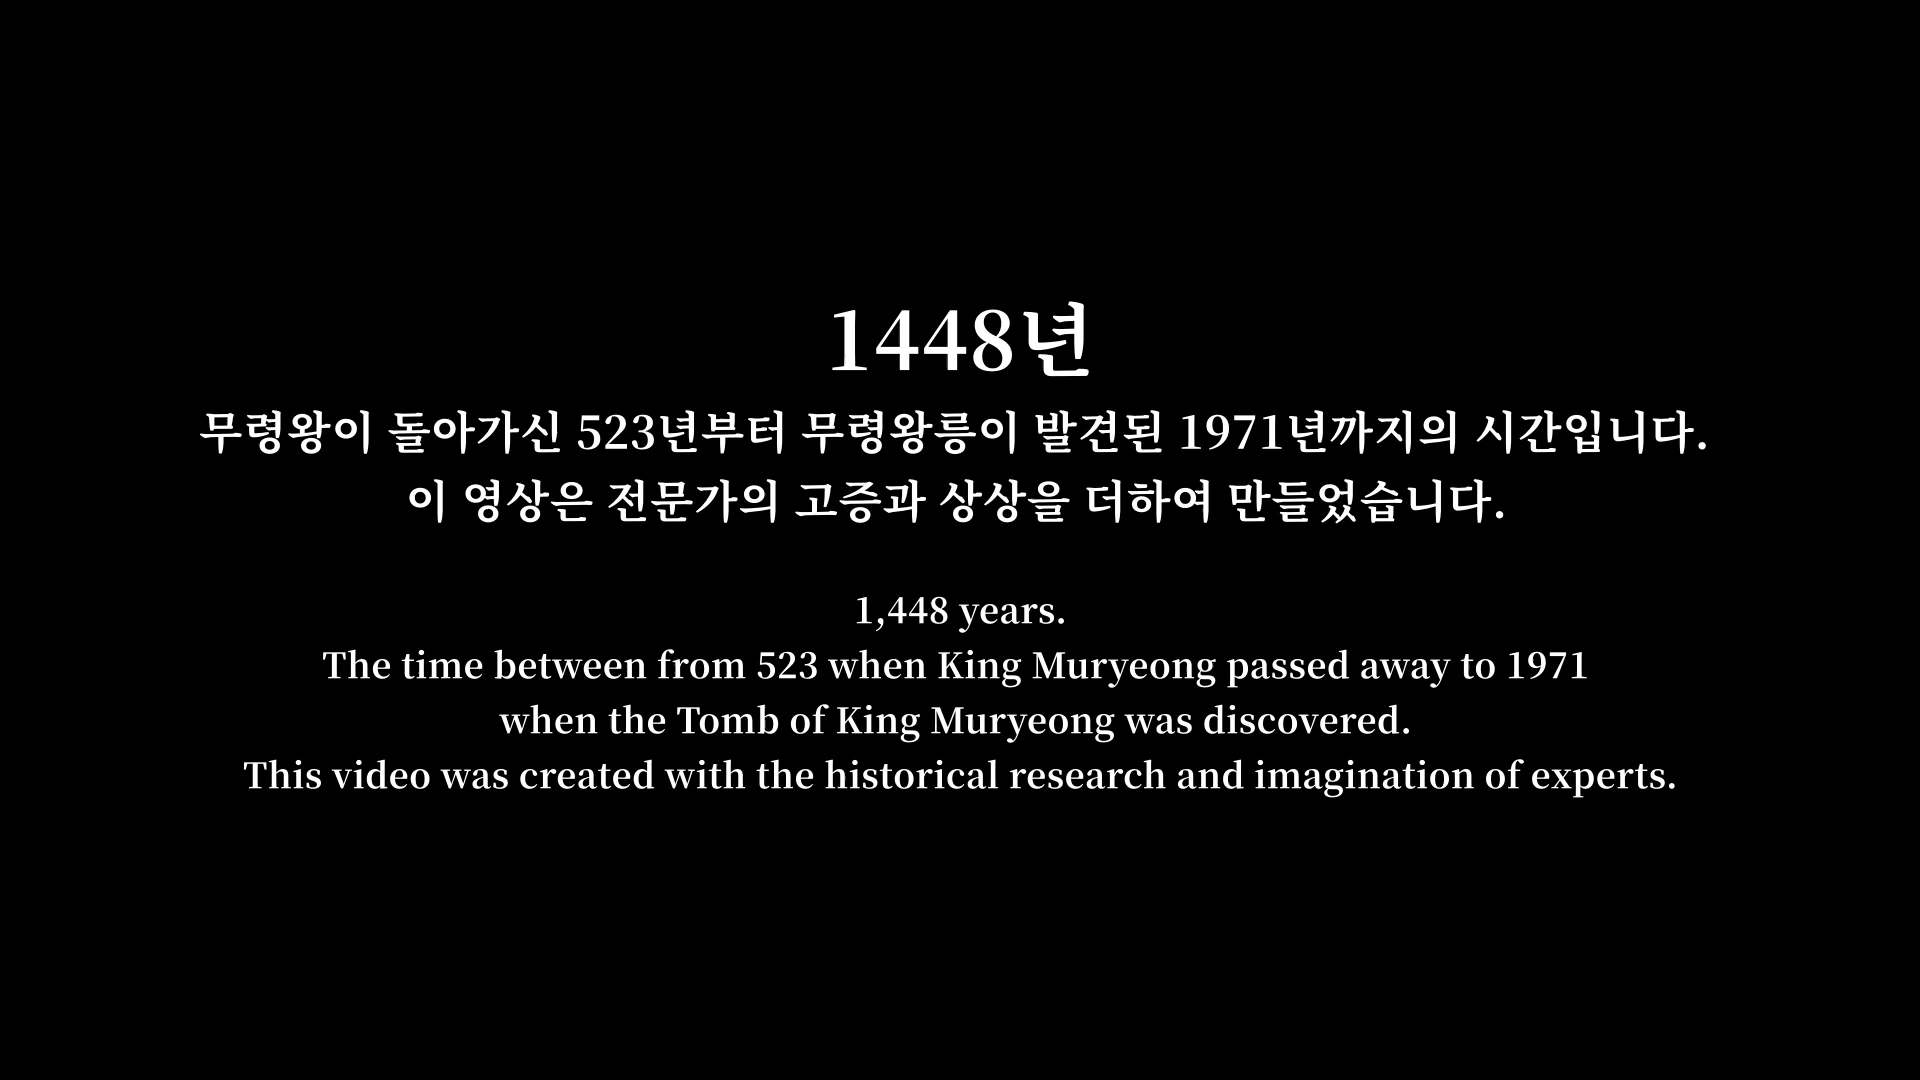 1448년
무령왕이 돌아가신 523년부터 무령왕릉이 발견된 1971년까지의 시간입니다.
이 영상은 전문가의 고증과 상상을 더하여 만들었습니다.
1,448 years.
The time between from 523 when King Muryeong passed away to 1971
when the Tomb of King Muryeong was discovered.
This video was created with the historical research and imagination of experts.